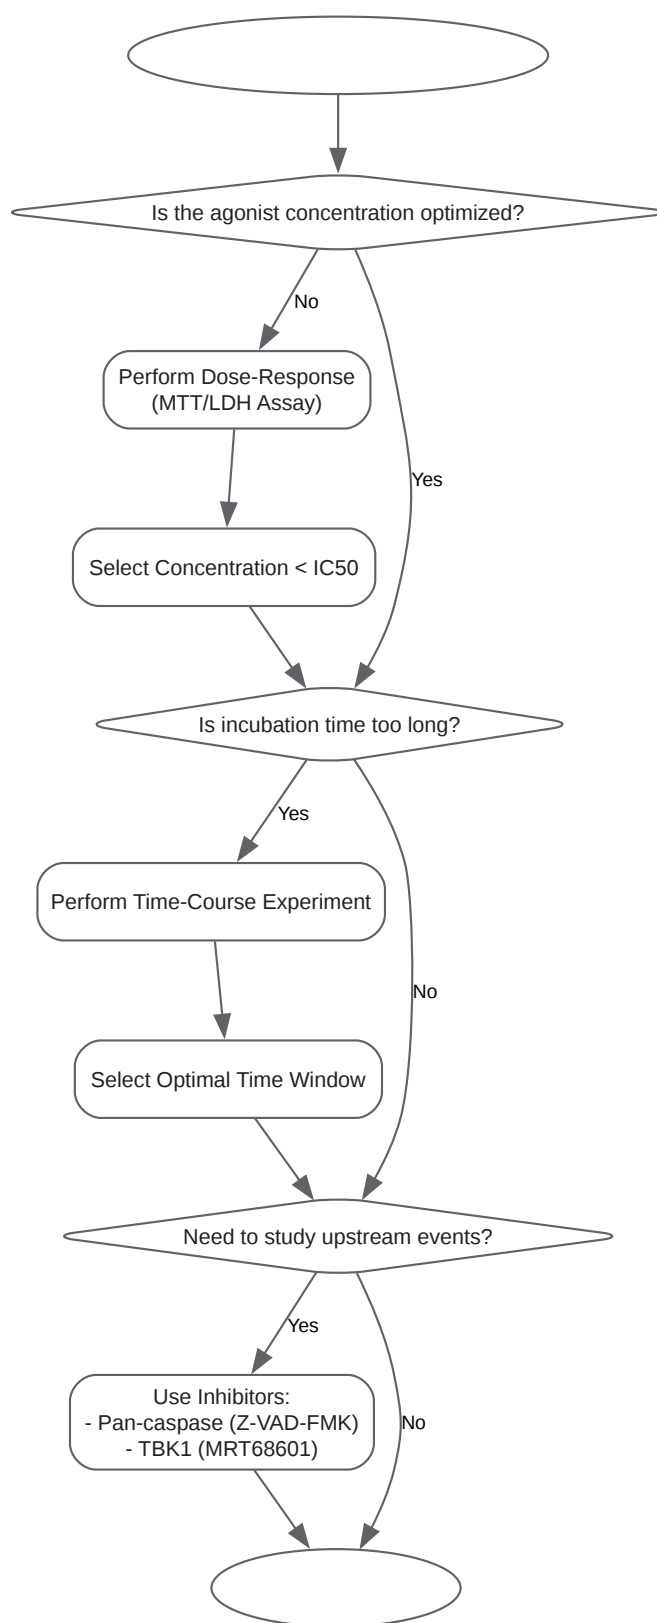 Is the agonist concentration optimized?
No
Perform Dose-Response
(MTT/LDH Assay)
Yes
Select Concentration < IC50
Is incubation time too long?
Yes
Perform Time-Course Experiment
No
Select Optimal Time Window
Need to study upstream events?
Yes
Use Inhibitors:
- Pan-caspase (Z-VAD-FMK)
- TBK1 (MRT68601)
No